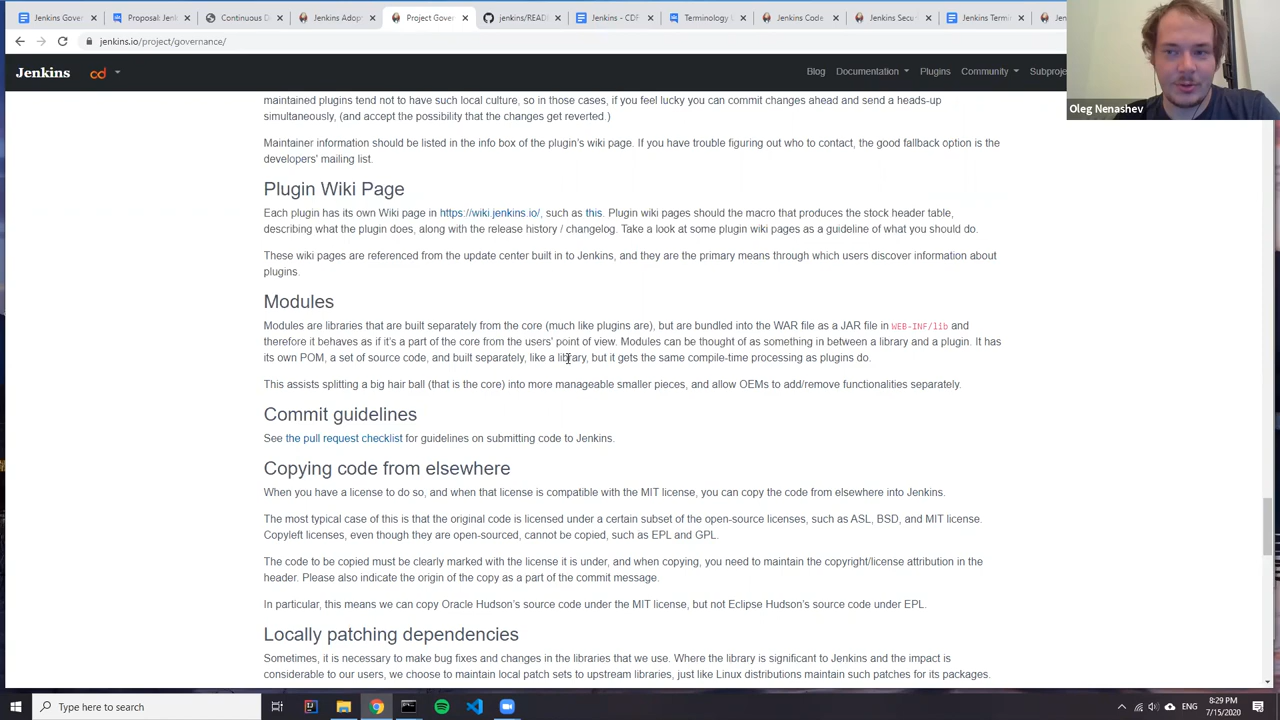 Jenkins Gover
Proposal: Jenk
Continuous D
Jenkins Adop
Project Gover
jenkins/READ
Jenkins - CDF
Terminology
Jenkins Code
Jenkins Secu
Jenkins Termi
jenkins.io/project/governance/
Jenkins
cd
Blog
Documentation
Plugins
Community
Subproje
Oleg Nenashev
maintained plugins tend not to have such local culture, so in those cases, if you feel lucky you can commit changes ahead and send a heads-up
simultaneously, (and accept the possibility that the changes get reverted.)
Maintainer information should be listed in the info box of the plugin's wiki page. If you have trouble figuring out who to contact, the good fallback option is the
developers' mailing list.
Plugin Wiki Page
Each plugin has its own Wiki page in https://wiki.jenkins.io/, such as this. Plugin wiki pages should the macro that produces the stock header table,
describing what the plugin does, along with the release history / changelog. Take a look at some plugin wiki pages as a guideline of what you should do.
These wiki pages are referenced from the update center built in to Jenkins, and they are the primary means through which users discover information about
plugins.
Modules
Modules are libraries that are built separately from the core (much like plugins are), but are bundled into the WAR file as a JAR file in WEB-INF/lib and
therefore it behaves as if it's a part of the core from the users' point of view. Modules can be thought of as something in between a library and a plugin. It has
its own POM, a set of source code, and built separately, like a library, but it gets the same compile-time processing as plugins do.
This assists splitting a big hair ball (that is the core) into more manageable smaller pieces, and allow OEMs to add/remove functionalities separately.
Commit guidelines
See the pull request checklist for guidelines on submitting code to Jenkins.
Copying code from elsewhere
When you have a license to do so, and when that license is compatible with the MIT license, you can copy the code from elsewhere into Jenkins.
The most typical case of this is that the original code is licensed under a certain subset of the open-source licenses, such as ASL, BSD, and MIT license.
Copyleft licenses, even though they are open-sourced, cannot be copied, such as EPL and GPL.
The code to be copied must be clearly marked with the license it is under, and when copying, you need to maintain the copyright/license attribution in the
header. Please also indicate the origin of the copy as a part of the commit message.
In particular, this means we can copy Oracle Hudson's source code under the MIT license, but not Eclipse Hudson's source code under EPL.
Locally patching dependencies
Sometimes, it is necessary to make bug fixes and changes in the libraries that we use. Where the library is significant to Jenkins and the impact is
considerable to our users, we choose to maintain local patch sets to upstream libraries, just like Linux distributions maintain such patches for its packages.
Type here to search
ENG
8:29 PM
7/15/2020